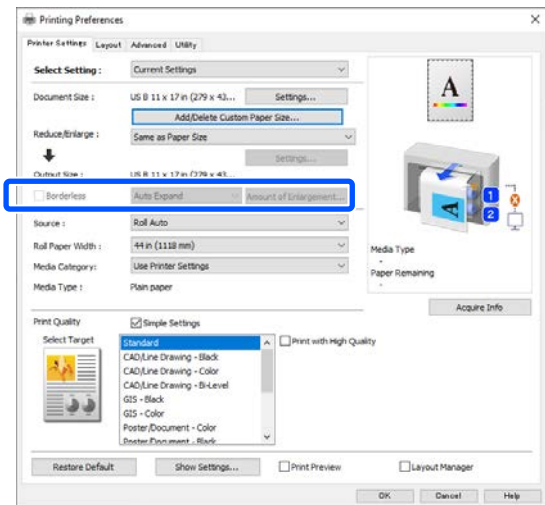 Printing Preferences
Printer Settings Layout Advanced Utility
Select Setting : Current Settings
Document Size : US B 11 x 17 in (279 x 43... Settings...
Add/Delete Custom Paper Size...
Reduce/Enlarge : Same as Paper Size
Settings...
Output Size : US B 11 x 17 in (279 x 43...
Borderless Auto Expand Amount of Enlargement...
Source : Roll Auto
Roll Paper Width : 44 in (1118 mm)
Media Category: Use Printer Settings
Media Type : Plain paper
A
A
1
2
Media Type
-
Paper Remaining
-
Acquire Info
Print Quality Simple Settings
Select Target
Standard
CAD/Line Drawing - Black
CAD/Line Drawing - Color
CAD/Line Drawing - Bi-Level
GIS - Black
GIS - Color
Poster/Document - Color
Poster/Document - Black
Print with High Quality
Restore Default Show Settings... Print Preview Layout Manager
OK Cancel Help